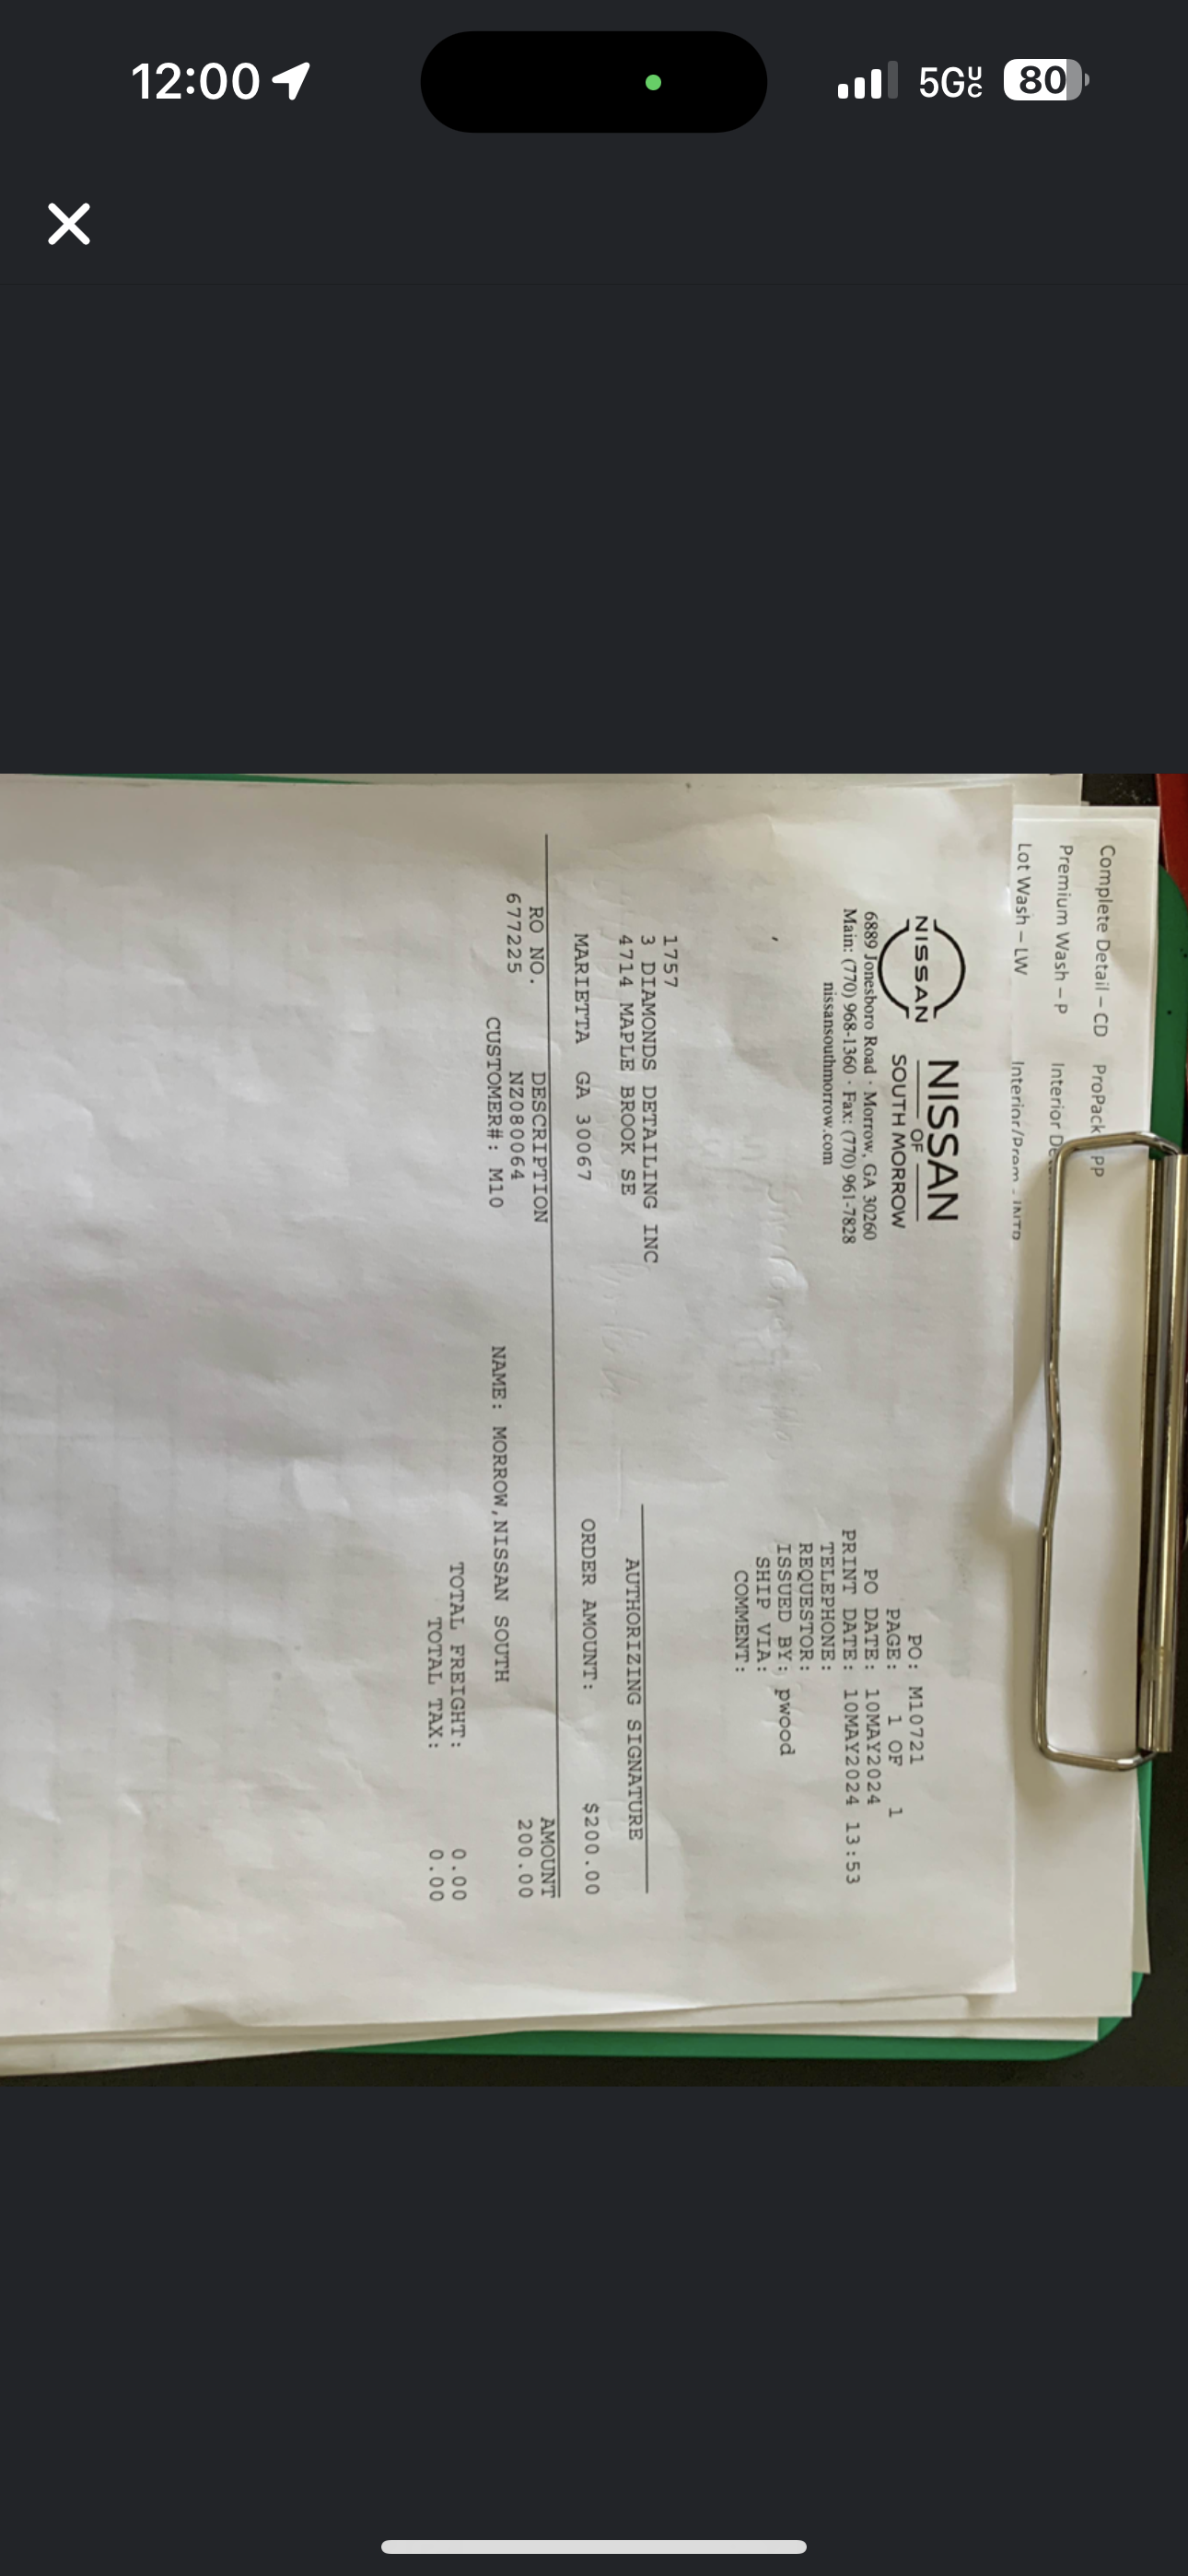 12:00
5GUC 80
Complete Detail – CD ProPack PP
Premium Wash – P Interior
Lot Wash – LW
NISSAN
NISSAN
OF
SOUTH MORROW
6889 Jonesboro Road · Morrow, GA 30260
Main: (770) 968-1360 · Fax: (770) 961-7828
nissansouthmorrow.com
PO: M10721
PAGE: 1 OF 1
PO DATE: 10MAY2024
PRINT DATE: 10MAY2024 13:53
TELEPHONE:
REQUESTOR:
ISSUED BY: pwood
SHIP VIA:
COMMENT:
1757
3 DIAMONDS DETAILING INC
4714 MAPLE BROOK SE
MARIETTA GA 30067
AUTHORIZING SIGNATURE
ORDER AMOUNT: $200.00
RO NO. DESCRIPTION AMOUNT
677225 NZ080064 200.00
CUSTOMER#: M10 NAME: MORROW,NISSAN SOUTH
TOTAL FREIGHT: 0.00
TOTAL TAX: 0.00